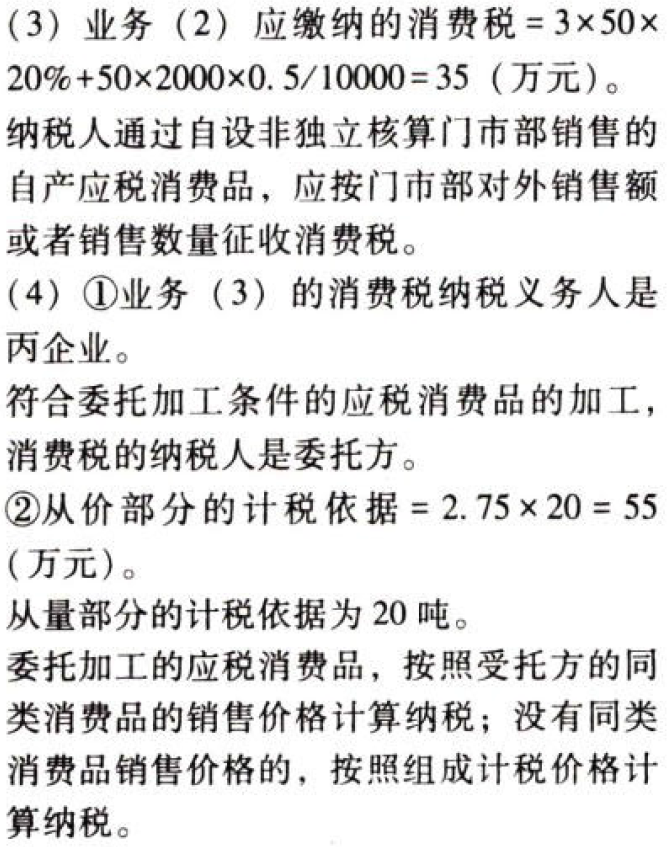 (3) 业务 (2) 应缴纳的消费税 = 3×50×
20%+50×2000×0. 5/10000 = 35 (万元)。
纳税人通过自设非独立核算门市部销售的
自产应税消费品，应按门市部对外销售额
或者销售数量征收消费税。
(4) ①业务 (3) 的消费税纳税义务人是
丙企业。
符合委托加工条件的应税消费品的加工，
消费税的纳税人是委托方。
②从价部分的计税依据 = 2. 75 × 20 = 55
(万元)。
从量部分的计税依据为 20 吨。
委托加工的应税消费品，按照受托方的同
类消费品的销售价格计算纳税；没有同类
消费品销售价格的，按照组成计税价格计
算纳税。